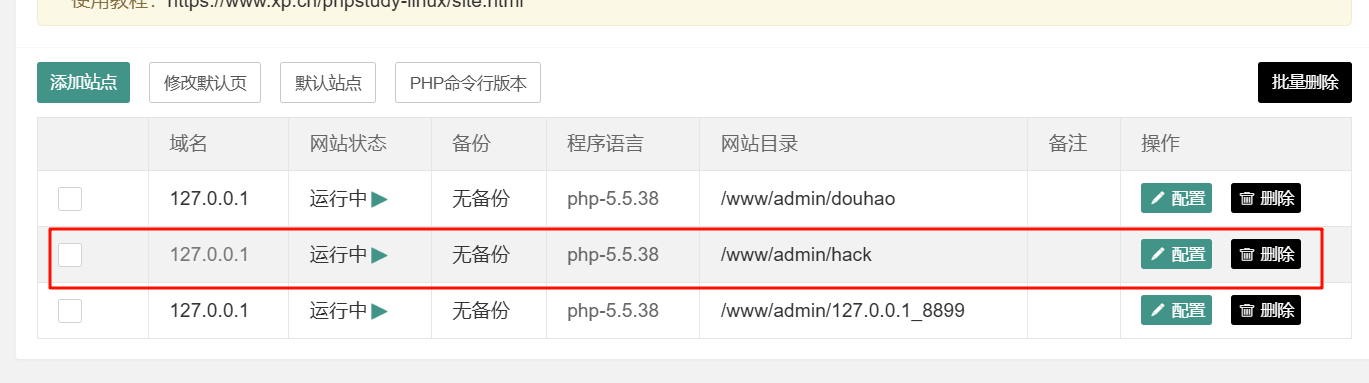 使用教程：https://www.xp.cn/phpstudy-linux/site.html
添加站点 修改默认页 默认站点 PHP命令行版本 批量删除
域名 网站状态 备份 程序语言 网站目录 备注 操作
127.0.0.1 运行中 无备份 php-5.5.38 /www/admin/douhao 配置 删除
127.0.0.1 运行中 无备份 php-5.5.38 /www/admin/hack 配置 删除
127.0.0.1 运行中 无备份 php-5.5.38 /www/admin/127.0.0.1_8899 配置 删除